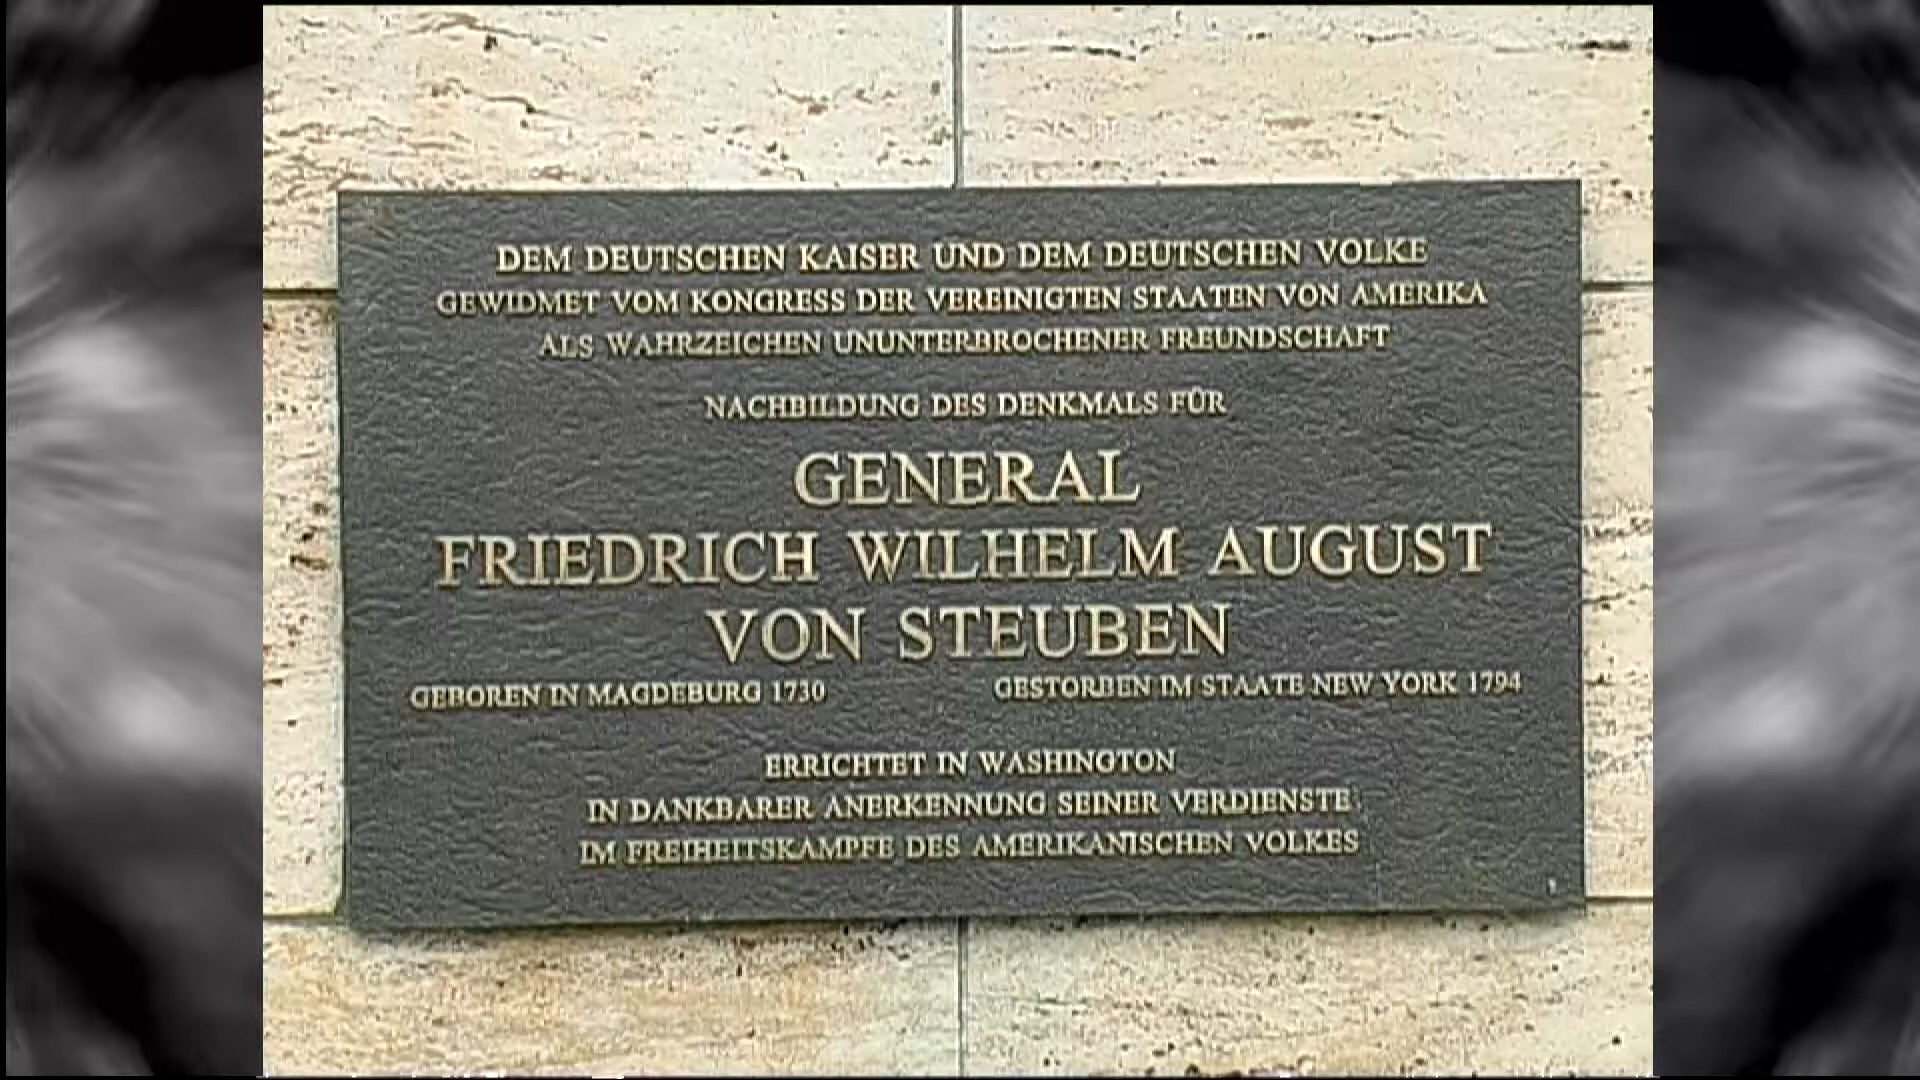 DEM DEUTSCHEN KAISER UND DEM DEUTSCHEN VOLKE
GEWIDMET VOM KONGRESS DER VEREINIGTEN STAATEN VON AMERIKA
ALS WAHRZEICHEN UNUNTERBROCHENER FREUNDSCHAFT
NACHBILDUNG DES DENKMALS FÜR
GENERAL
FRIEDRICH WILHELM AUGUST
VON STEUBEN
GEBOREN IN MAGDEBURG 1730 GESTORBEN IM STAATE NEW YORK 1794
ERRICHTET IN WASHINGTON
IN DANKBARER ANERKENNUNG SEINER VERDIENSTE
IM FREIHEITSKAMPFE DES AMERIKANISCHEN VOLKES